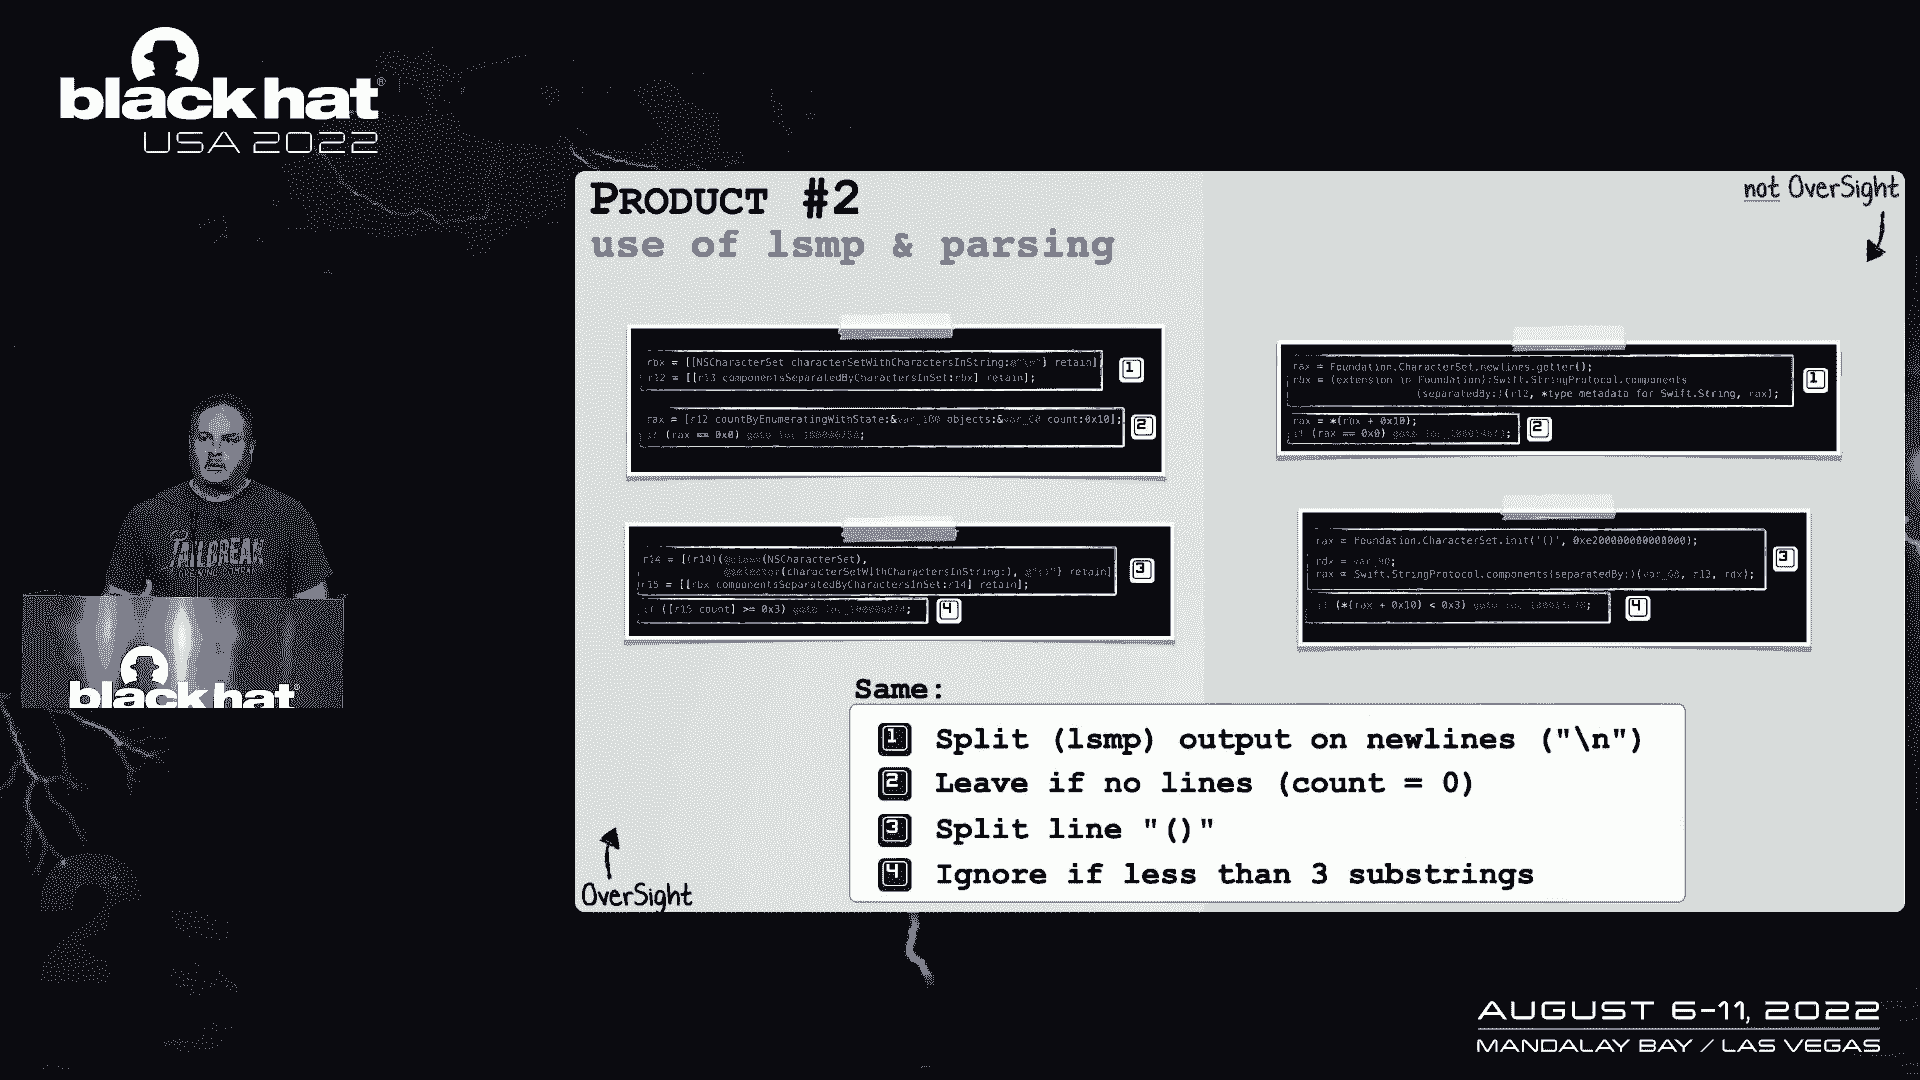 black hat®
USA 2022
PRODUCT #2
use of lsmp & parsing
not OverSight
rbx = [[NSCharacterSet characterSetWithCharactersInString:@"\n"] retain];
r12 = [[r13 componentsSeparatedByCharactersInSet:rbx] retain];
1
rax = [r12 countByEnumeratingWithState:&var_100 objects:&var_C0 count:0x10];
if (rax == 0x0) goto
2
r14 = [(r14)(@class(NSCharacterSet),
@selector(characterSetWithCharactersInString:), @"()") retain]
r15 = [[rbx componentsSeparatedByCharactersInSet:r14] retain];
3
if ([r15 count] >= 0x3) goto
4
rax = Foundation.CharacterSet.newlines.getter();
rbx = (extension in Foundation):Swift.StringProtocol.components
(separatedBy:)(r12, *type metadata for Swift.String, rax);
1
rax = *(rbx + 0x10);
if (rax == 0x0) goto
2
rax = Foundation.CharacterSet.init('()', 0xe200000000000000);
rdx = var_90;
rax = Swift.StringProtocol.components(separatedBy:)(var_68, r13, rdx);
3
if (*(rax + 0x10) < 0x3) goto
4
Same:
1 Split (lsmp) output on newlines ("\n")
2 Leave if no lines (count = 0)
3 Split line "()"
4 Ignore if less than 3 substrings
OverSight
JAILBREAK
black hat®
AUGUST 6-11, 2022
MANDALAY BAY / LAS VEGAS